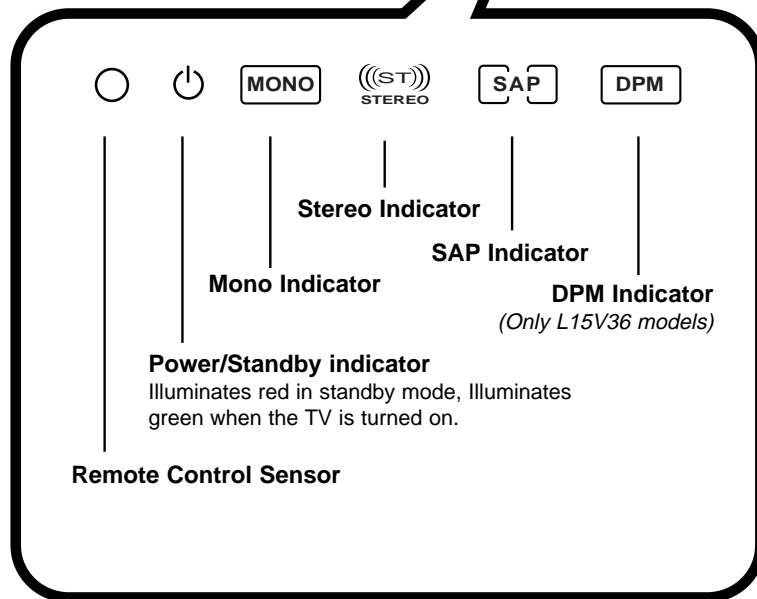 MONO ((ST)) SAP DPM
STEREO
Stereo Indicator
SAP Indicator
Mono Indicator
DPM Indicator
(Only L15V36 models)
Power/Standby indicator
Illuminates red in standby mode, Illuminates
green when the TV is turned on.
Remote Control Sensor